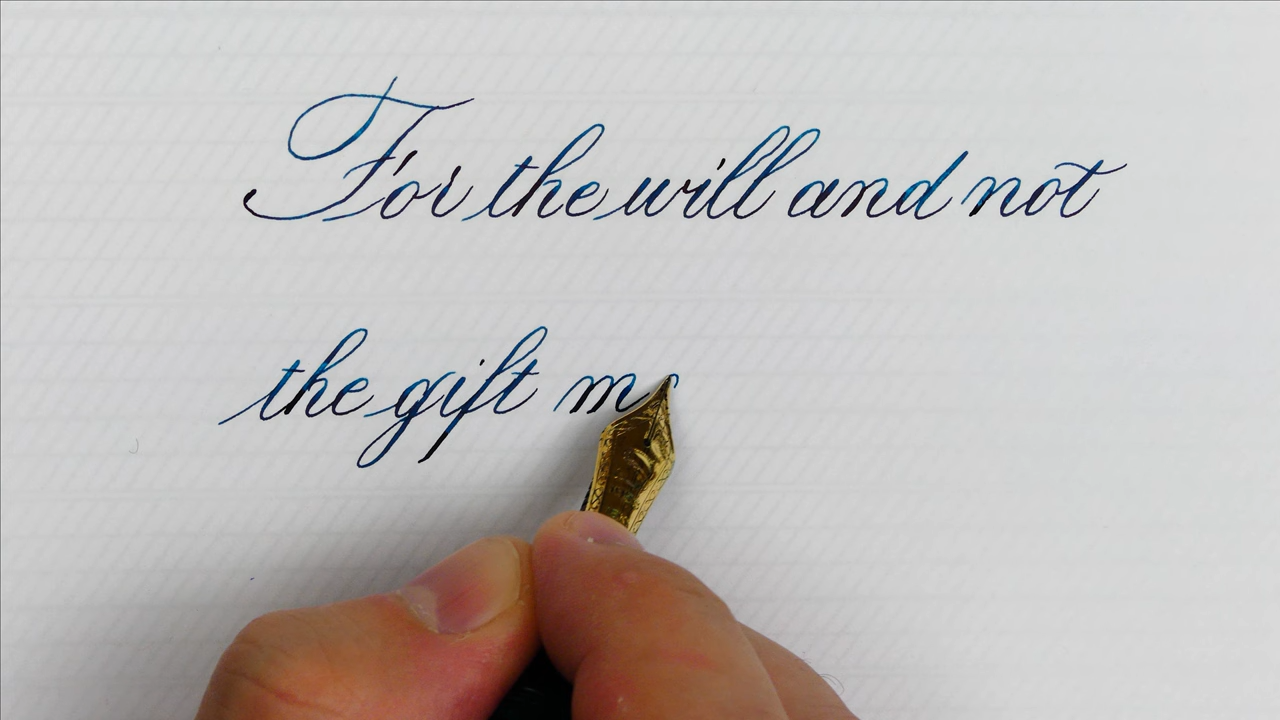 For the will and not
the gift m